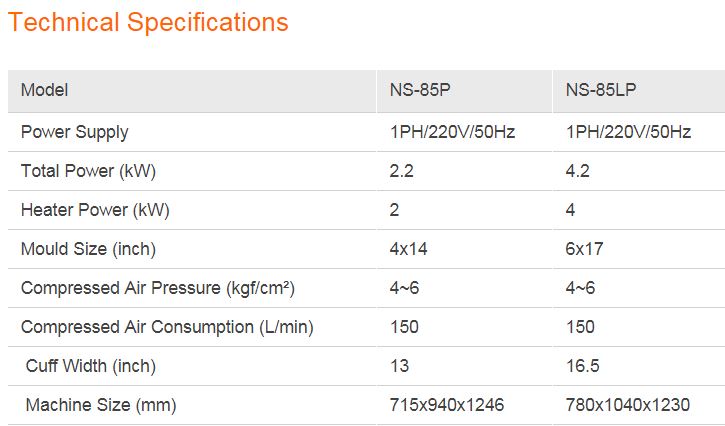 Technical Specifications
Model NS-85P NS-85LP
Power Supply 1PH/220V/50Hz 1PH/220V/50Hz
Total Power (kW) 2.2 4.2
Heater Power (kW) 2 4
Mould Size (inch) 4x14 6x17
Compressed Air Pressure (kgf/cm²) 4~6 4~6
Compressed Air Consumption (L/min) 150 150
Cuff Width (inch) 13 16.5
Machine Size (mm) 715x940x1246 780x1040x1230